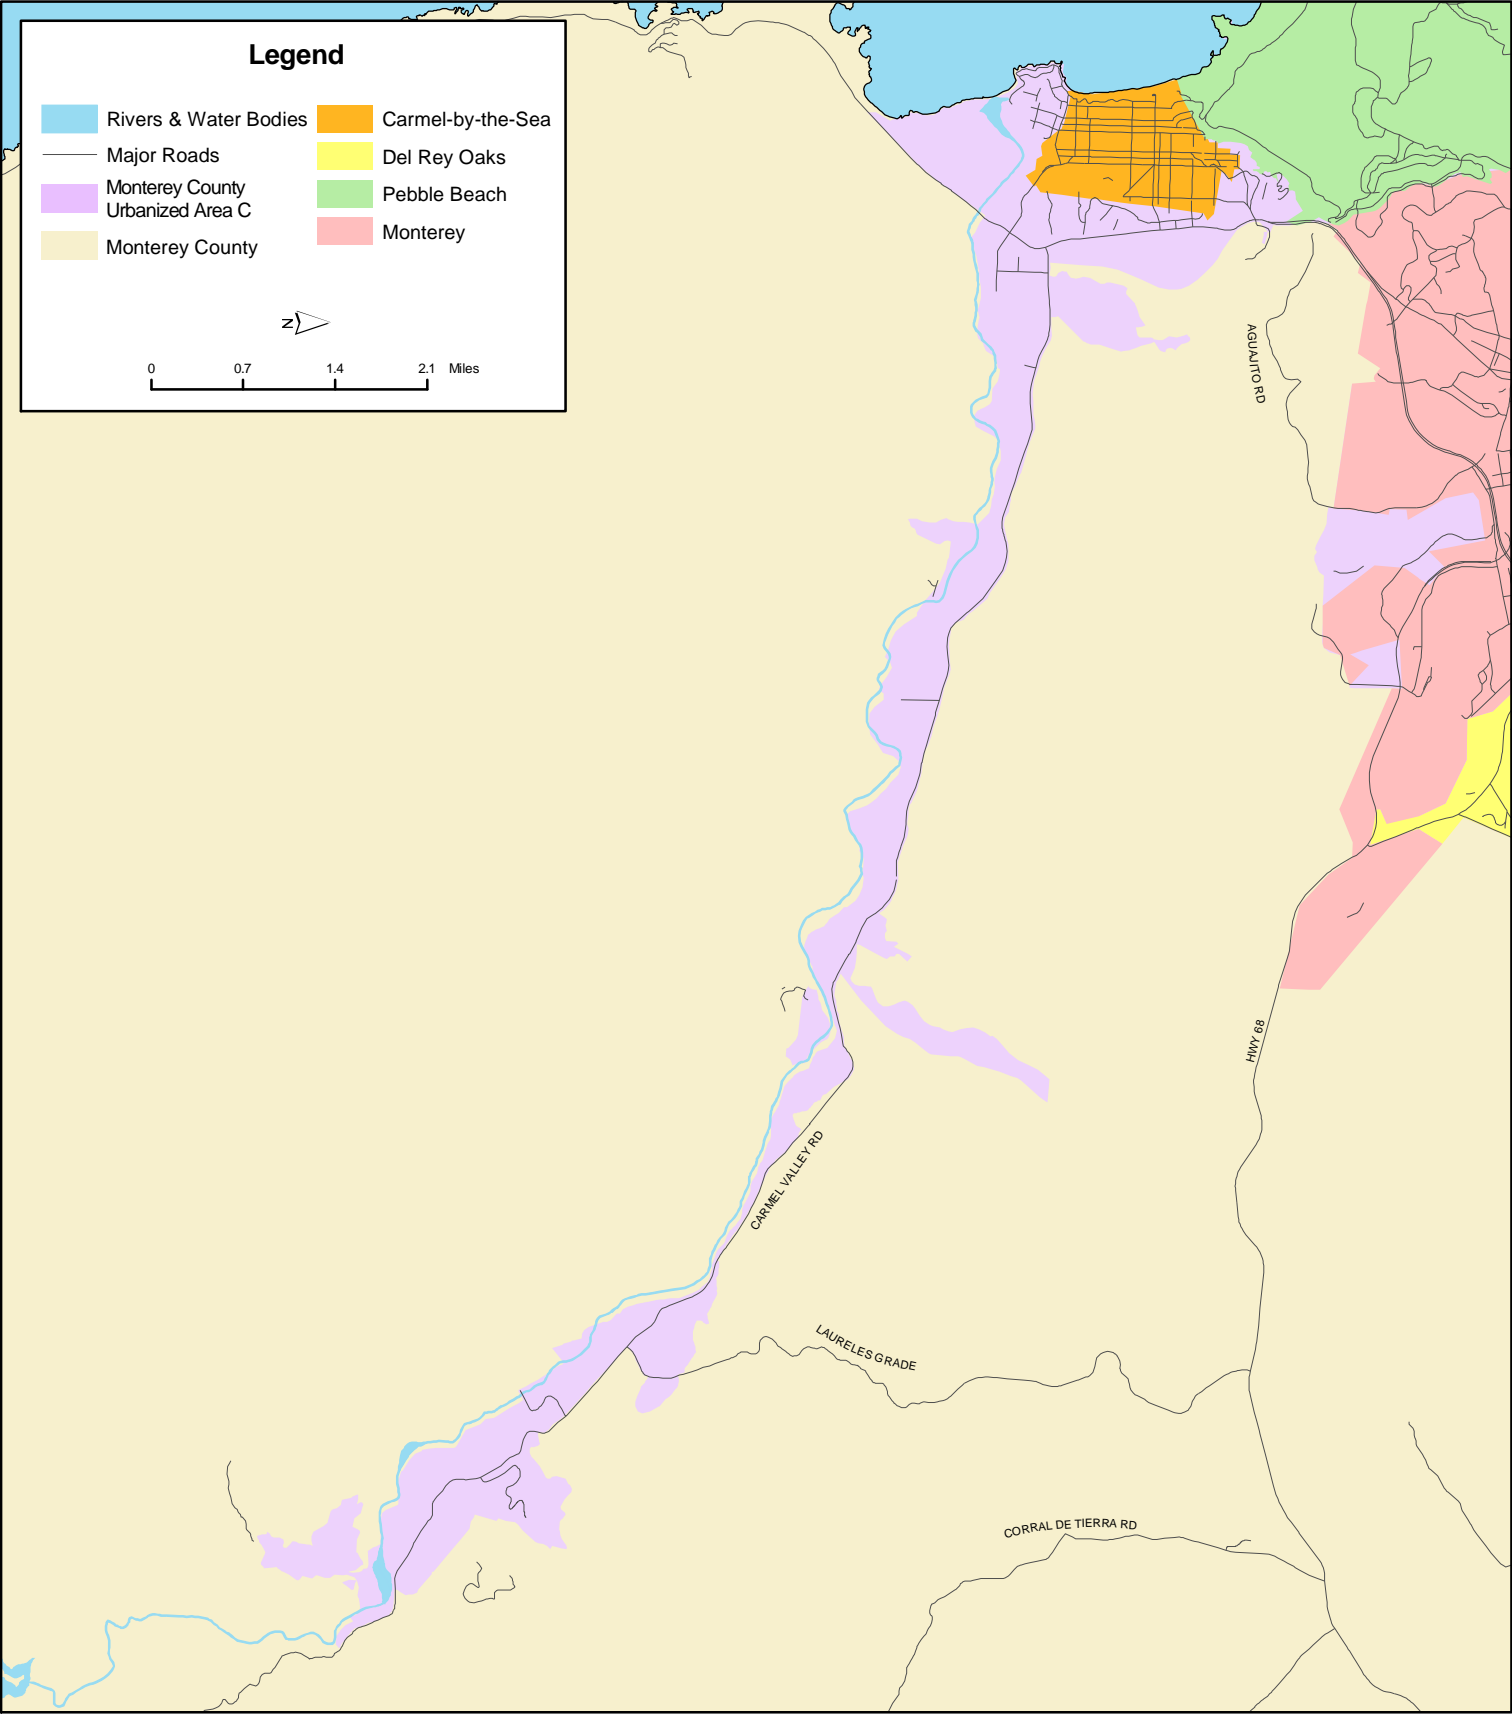 Legend
Rivers & Water Bodies
Major Roads
Monterey County
Urbanized Area C
Monterey County
Carmel-by-the-Sea
Del Rey Oaks
Pebble Beach
Monterey
N
0 0.7 1.4 2.1 Miles
AGUAJITO RD
HWY 68
CARMEL VALLEY RD
LAURELES GRADE
CORRAL DE TIERRA RD